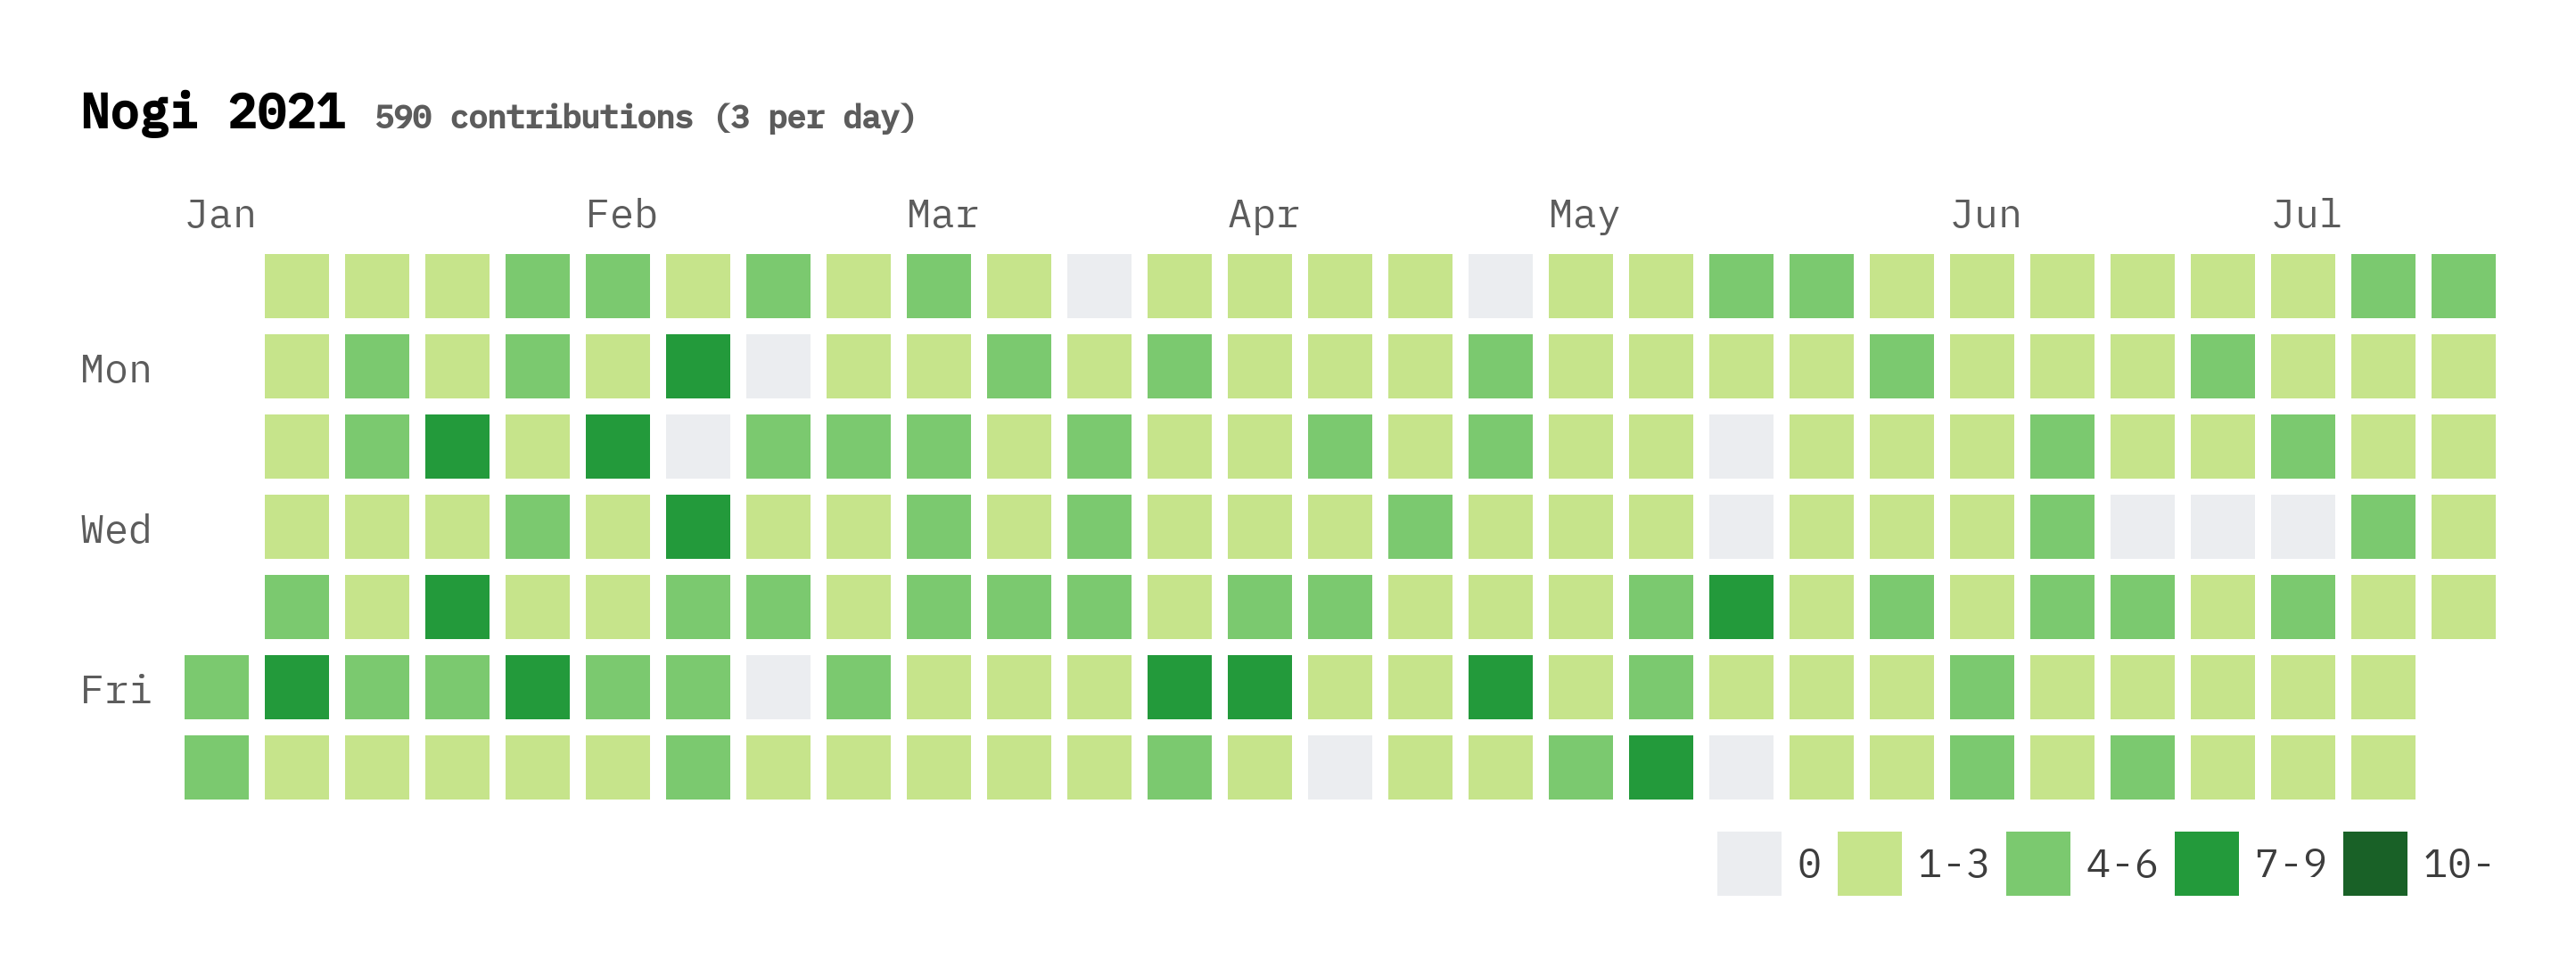 Nogi 2021 590 contributions (3 per day)
Jan Feb Mar Apr May Jun Jul
Mon
Wed
Fri
0 1-3 4-6 7-9 10-